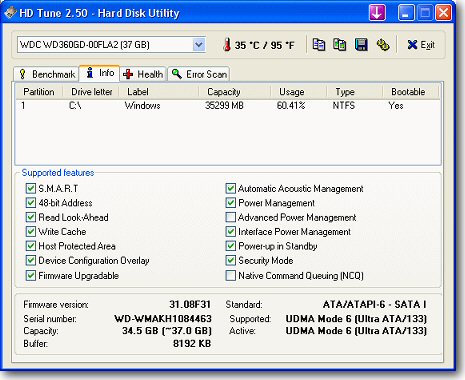 HD Tune 2.50 - Hard Disk Utility
WDC WD360GD-00FLA2 (37 GB) 35 °C / 95 °F Exit
Benchmark Info Health Error Scan
Partition Drive letter Label Capacity Usage Type Bootable
1 C:\ Windows 35299 MB 60.41% NTFS Yes
Supported features
S.M.A.R.T Automatic Acoustic Management
48-bit Address Power Management
Read Look-Ahead Advanced Power Management
Write Cache Interface Power Management
Host Protected Area Power-up in Standby
Device Configuration Overlay Security Mode
Firmware Upgradable Native Command Queuing (NCQ)
Firmware version: 31.08F31 Standard: ATA/ATAPI-6 - SATA I
Serial number: WD-WMAKH1084463 Supported: UDMA Mode 6 (Ultra ATA/133)
Capacity: 34.5 GB (~37.0 GB) Active: UDMA Mode 6 (Ultra ATA/133)
Buffer: 8192 KB